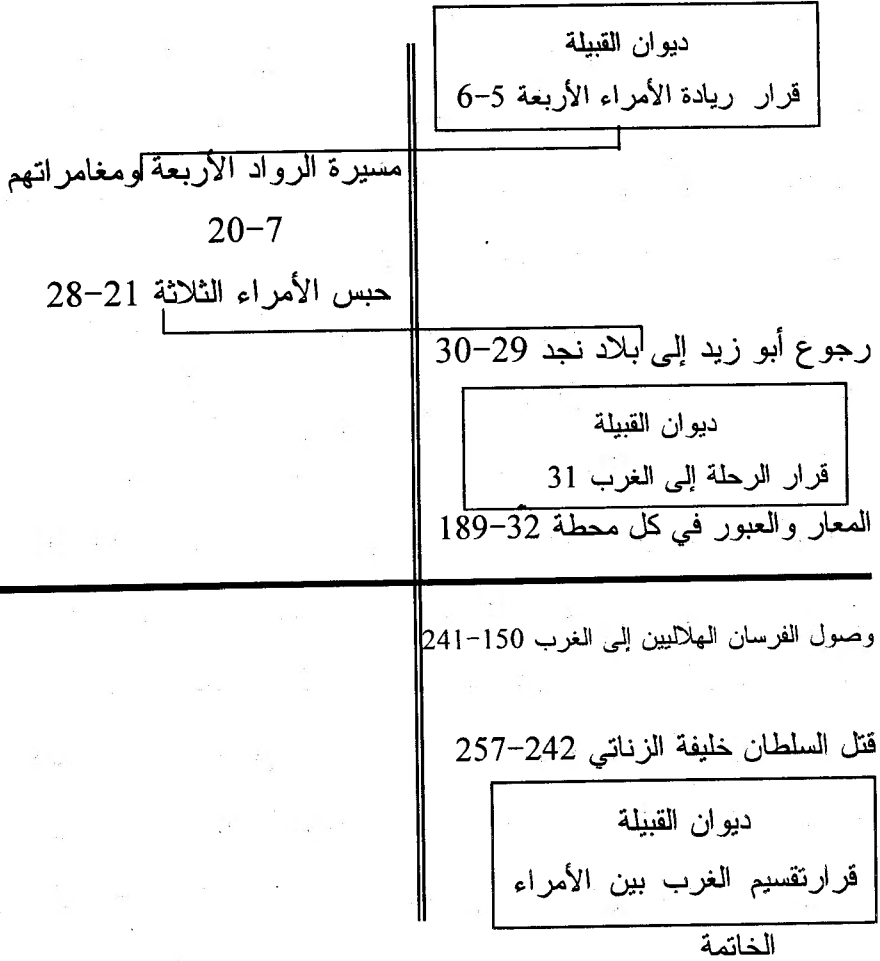 ديوان القبيلة
قرار ريادة الأمراء الأربعة 5-6
مسيرة الرواد الأربعة ومغامراتهم
7-20
حبس الأمراء الثلاثة 21-28
رجوع أبو زيد إلى بلاد نجد 29-30
ديوان القبيلة
قرار الرحلة إلى الغرب 31
المعار والعبور في كل محطة 32-189
وصول الفرسان الهلاليين إلى الغرب 150-241
قتل السلطان خليفة الزناتي 242-257
ديوان القبيلة
قرارتقسيم الغرب بين الأمراء
الخاتمة